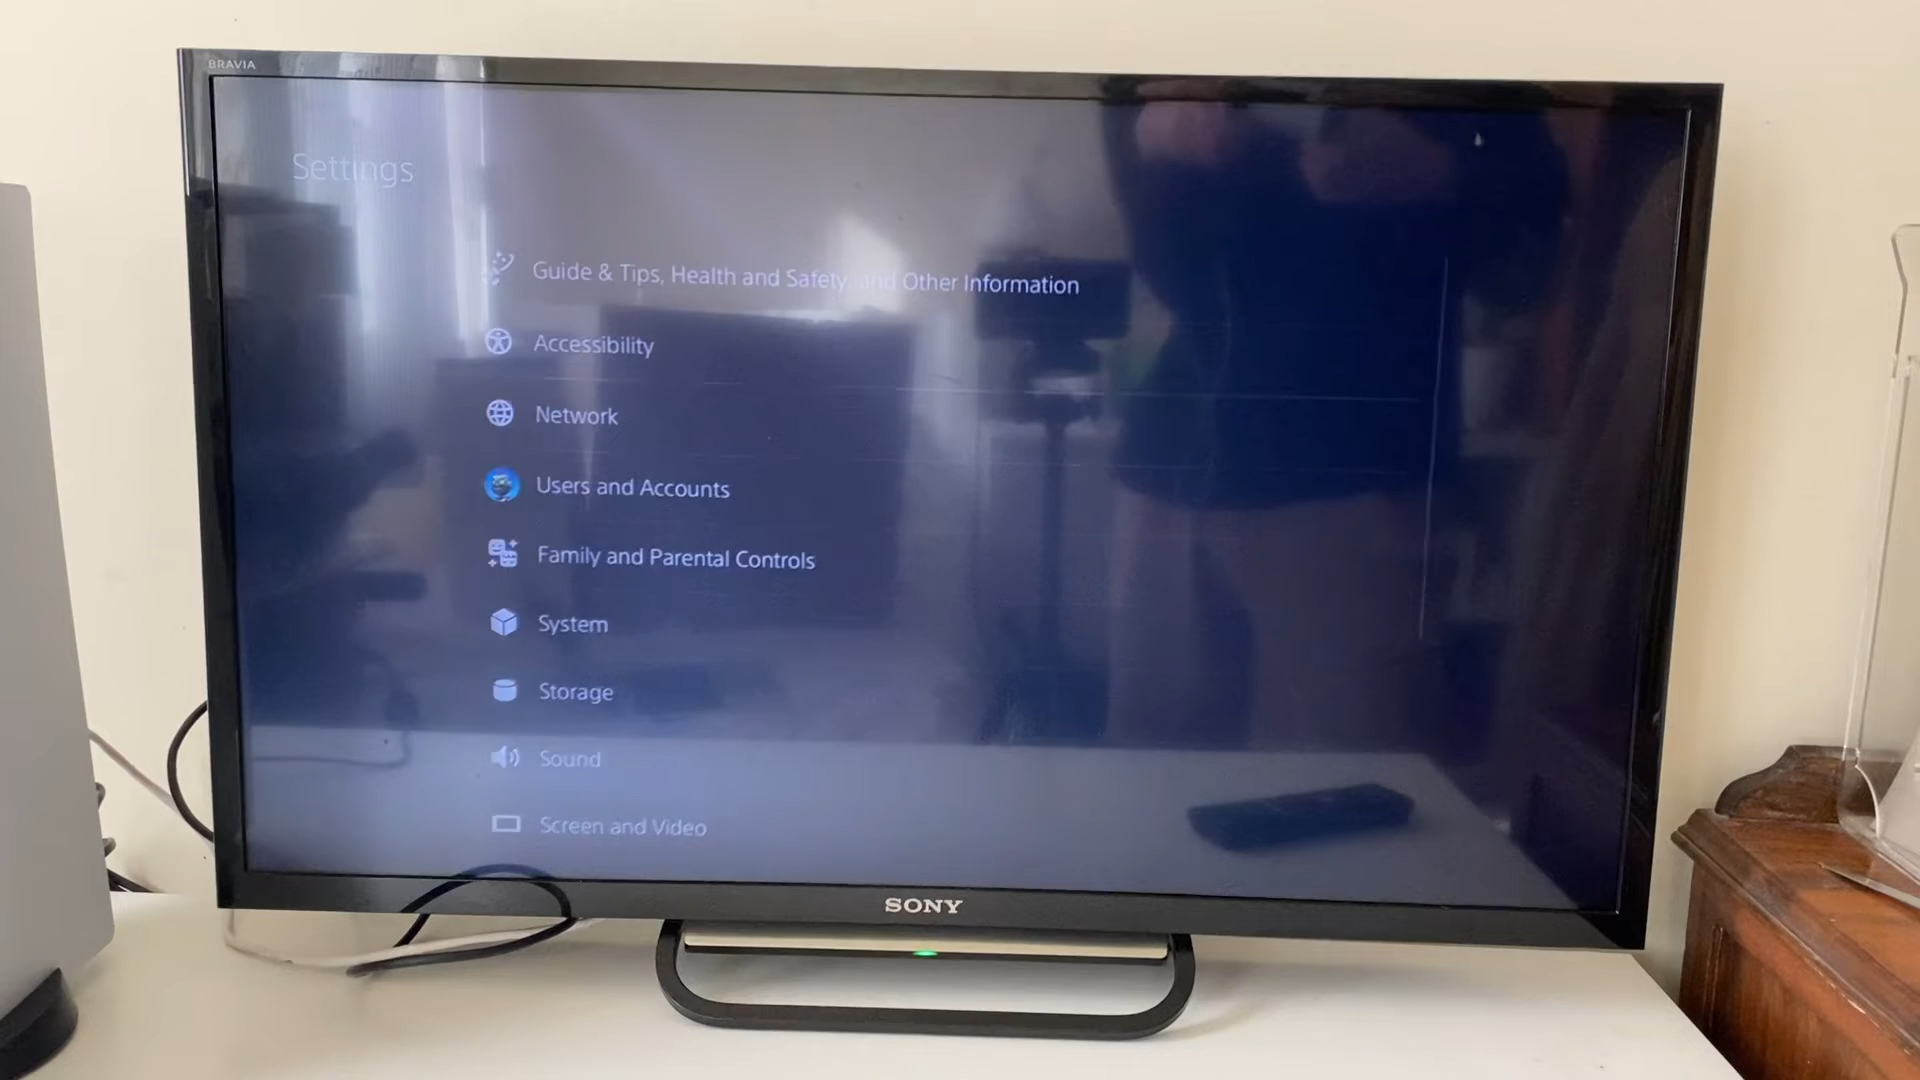 BRAVIA
Settings
Guide & Tips, Health and Safety, and Other Information
Accessibility
Network
Users and Accounts
Family and Parental Controls
System
Storage
Sound
Screen and Video
SONY